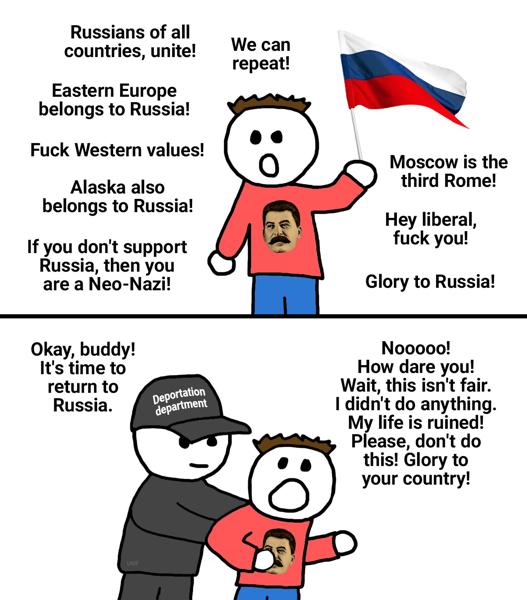 Russians of all
countries, unite!
We can
repeat!
Eastern Europe
belongs to Russia!
Fuck Western values!
Alaska also
belongs to Russia!
If you don't support
Russia, then you
are a Neo-Nazi!
Moscow is the
third Rome!
Hey liberal,
fuck you!
Glory to Russia!
Okay, buddy!
It's time to
return to
Russia.
Deportation
department
Nooooo!
How dare you!
Wait, this isn't fair.
I didn't do anything.
My life is ruined!
Please, don't do
this! Glory to
your country!